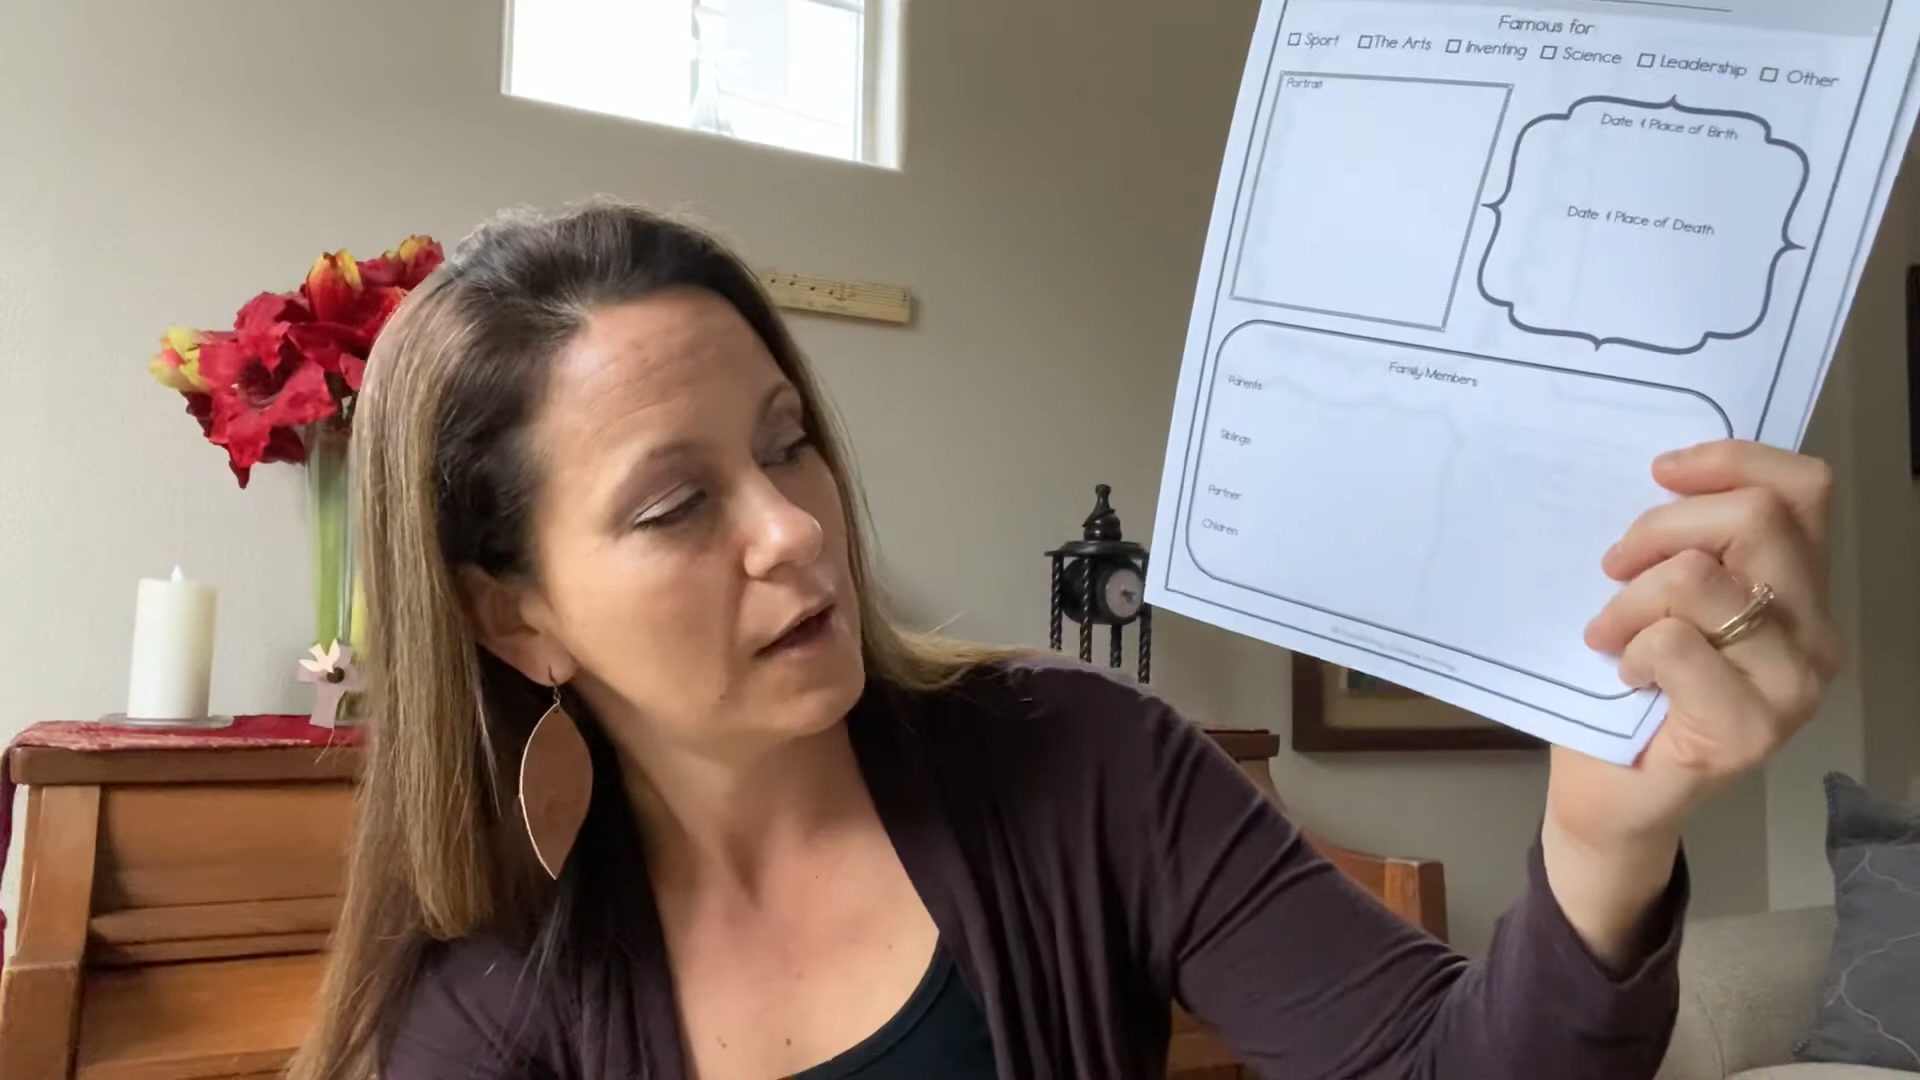 Famous for
☐ Sport ☐ The Arts ☐ Inventing ☐ Science ☐ Leadership ☐ Other
Portrait
Date & Place of Birth
Date & Place of Death
Family Members
Parents
Siblings
Partner
Children